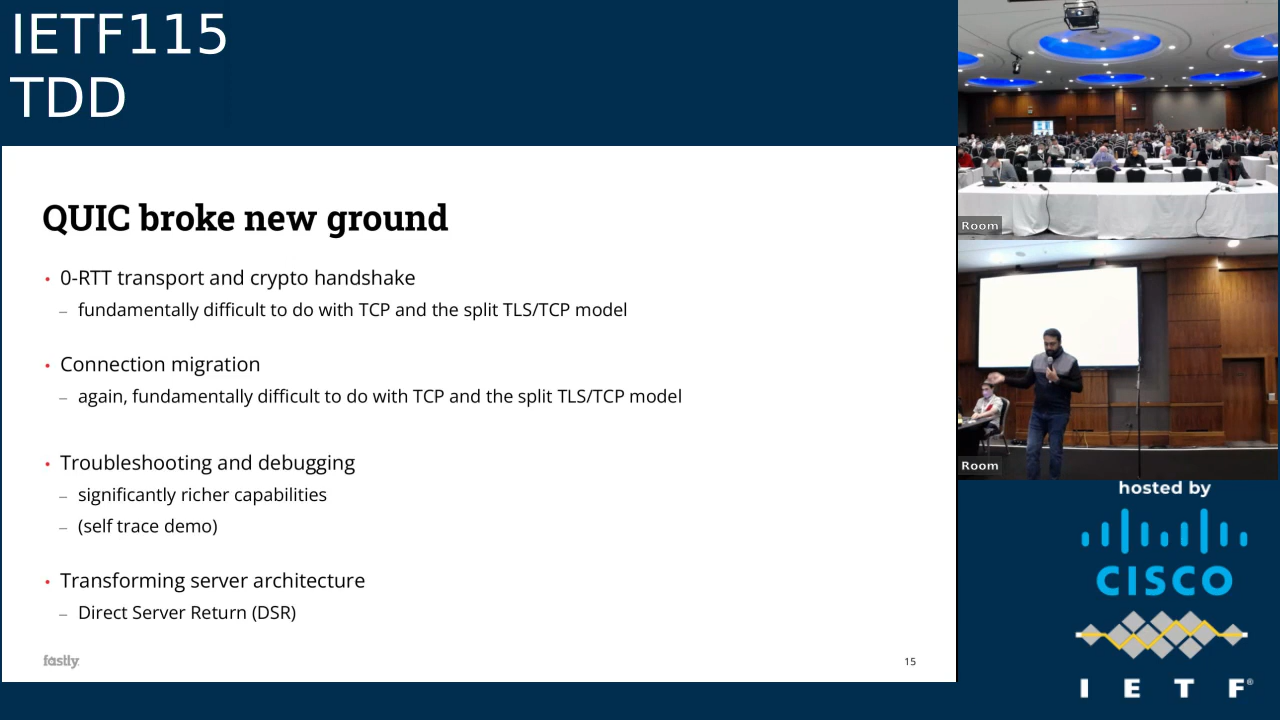 IETF115
TDD
QUIC broke new ground
• 0-RTT transport and crypto handshake
– fundamentally difficult to do with TCP and the split TLS/TCP model
• Connection migration
– again, fundamentally difficult to do with TCP and the split TLS/TCP model
• Troubleshooting and debugging
– significantly richer capabilities
– (self trace demo)
• Transforming server architecture
– Direct Server Return (DSR)
fastly
15
Room
Room
hosted by
CISCO
I E T F®